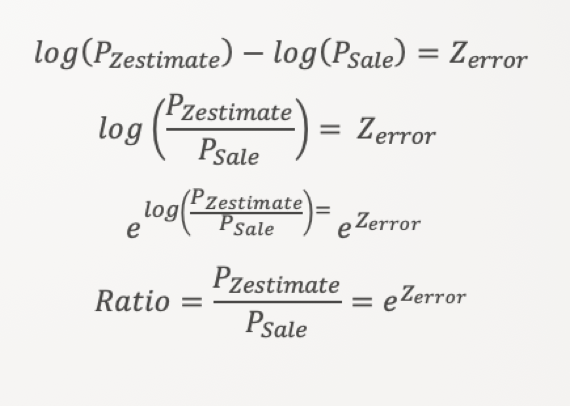 log(P_Zestimate) − log(P_Sale) = Z_error
log(P_Zestimate / P_Sale) = Z_error
e^{log(P_Zestimate / P_Sale) =} e^{Z_error}
Ratio = P_Zestimate / P_Sale = e^{Z_error}